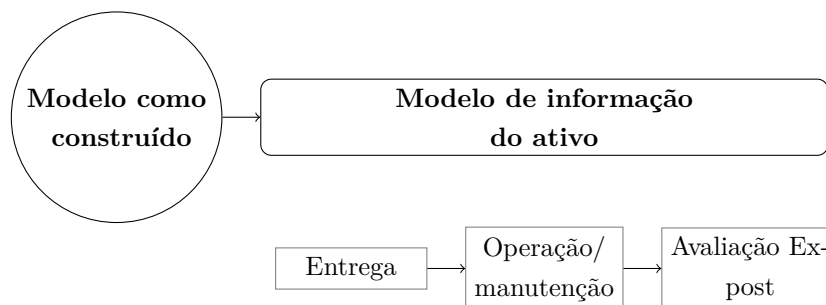 Modelo como
construído
Modelo de informação
do ativo
Entrega
Operação/
manutenção
Avaliação Ex-
post